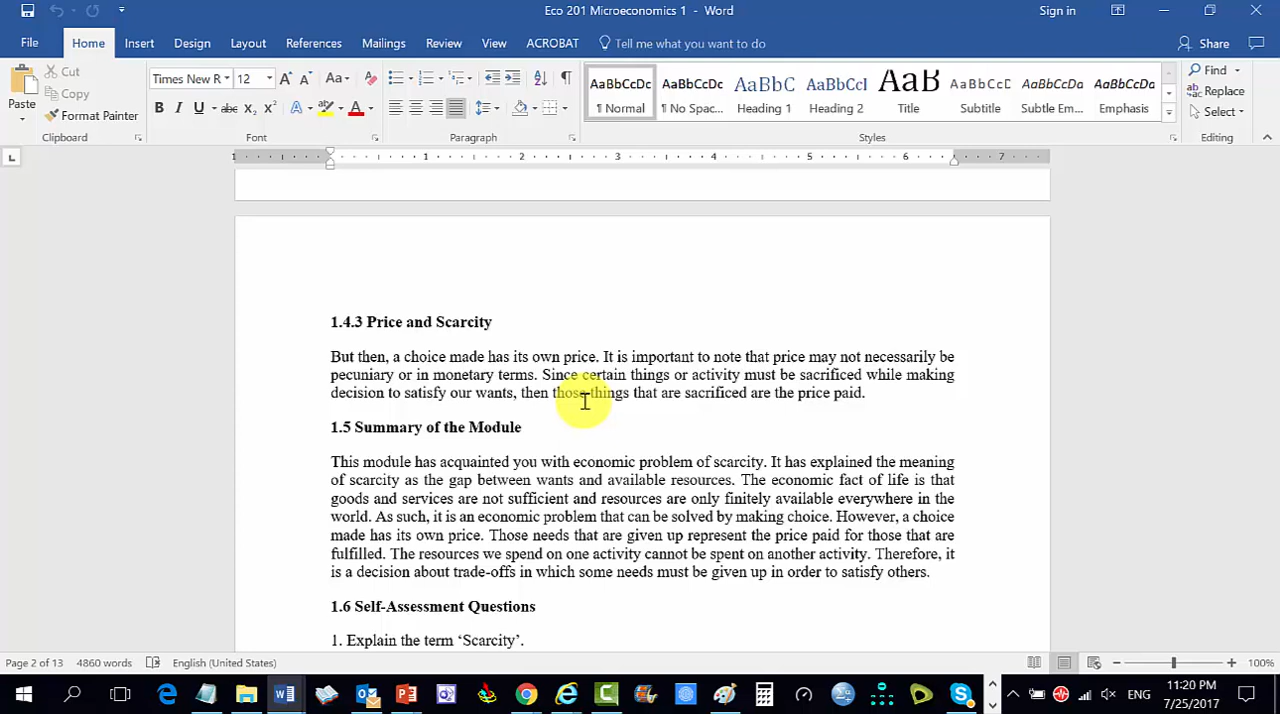 Eco 201 Microeconomics 1 - Word
Sign in
File Home Insert Design Layout References Mailings Review View ACROBAT Tell me what you want to do
Share
Paste
Cut
Copy
Format Painter
Clipboard
Times New R 12
Font
Paragraph
AaBbCcDc AaBbCcDc AaBbC AaBbCcI AaB AaBbCcD AaBbCcDc AaBbCcDc
¶ Normal ¶ No Spac... Heading 1 Heading 2 Title Subtitle Subtle Em... Emphasis
Styles
Find
Replace
Select
Editing
1 1 2 3 4 5 6 7
1.4.3 Price and Scarcity
But then, a choice made has its own price. It is important to note that price may not necessarily be
pecuniary or in monetary terms. Since certain things or activity must be sacrificed while making
decision to satisfy our wants, then those things that are sacrificed are the price paid.
1.5 Summary of the Module
This module has acquainted you with economic problem of scarcity. It has explained the meaning
of scarcity as the gap between wants and available resources. The economic fact of life is that
goods and services are not sufficient and resources are only finitely available everywhere in the
world. As such, it is an economic problem that can be solved by making choice. However, a choice
made has its own price. Those needs that are given up represent the price paid for those that are
fulfilled. The resources we spend on one activity cannot be spent on another activity. Therefore, it
is a decision about trade-offs in which some needs must be given up in order to satisfy others.
1.6 Self-Assessment Questions
1. Explain the term ‘Scarcity’.
Page 2 of 13 4860 words English (United States)
100%
ENG
11:20 PM
7/25/2017